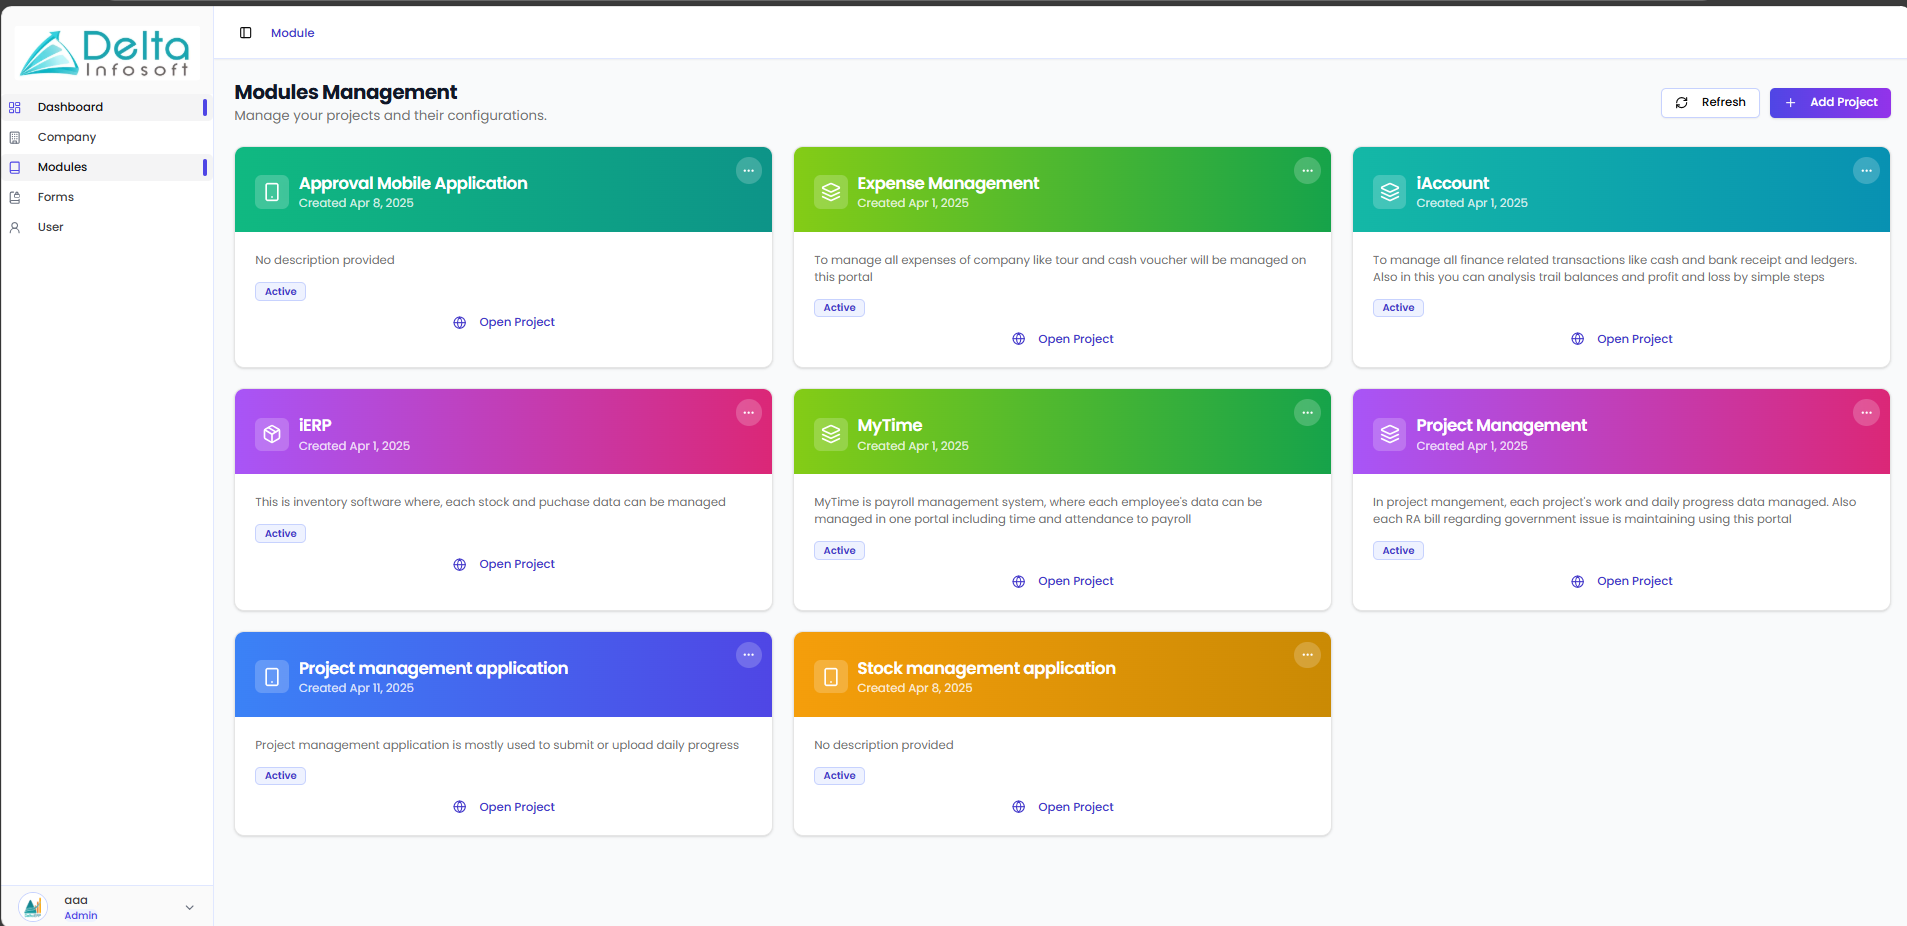 Delta
Infosoft
Dashboard
Company
Modules
Forms
User
aaa
Admin
Module
Modules Management
Manage your projects and their configurations.
Refresh
Add Project
Approval Mobile Application
Created Apr 8, 2025
No description provided
Active
Open Project
Expense Management
Created Apr 1, 2025
To manage all expenses of company like tour and cash voucher will be managed on
this portal
Active
Open Project
iAccount
Created Apr 1, 2025
To manage all finance related transactions like cash and bank receipt and ledgers.
Also in this you can analysis trail balances and profit and loss by simple steps
Active
Open Project
iERP
Created Apr 1, 2025
This is inventory software where, each stock and puchase data can be managed
Active
Open Project
MyTime
Created Apr 1, 2025
MyTime is payroll management system, where each employee's data can be
managed in one portal including time and attendance to payroll
Active
Open Project
Project Management
Created Apr 1, 2025
In project mangement, each project's work and daily progress data managed. Also
each RA bill regarding government issue is maintaining using this portal
Active
Open Project
Project management application
Created Apr 11, 2025
Project management application is mostly used to submit or upload daily progress
Active
Open Project
Stock management application
Created Apr 8, 2025
No description provided
Active
Open Project